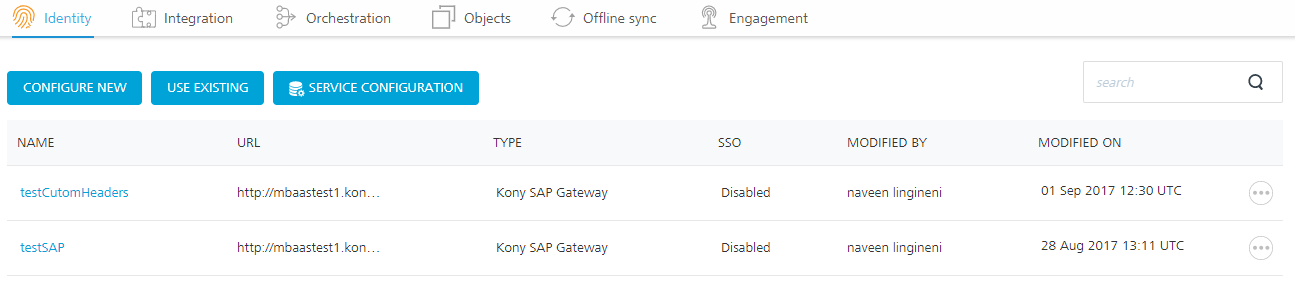 Identity Integration Orchestration Objects Offline sync Engagement
CONFIGURE NEW USE EXISTING SERVICE CONFIGURATION search
NAME URL TYPE SSO MODIFIED BY MODIFIED ON
testCutomHeaders http://mbaastest1.kon... Kony SAP Gateway Disabled naveen lingineni 01 Sep 2017 12:30 UTC
testSAP http://mbaastest1.kon... Kony SAP Gateway Disabled naveen lingineni 28 Aug 2017 13:11 UTC